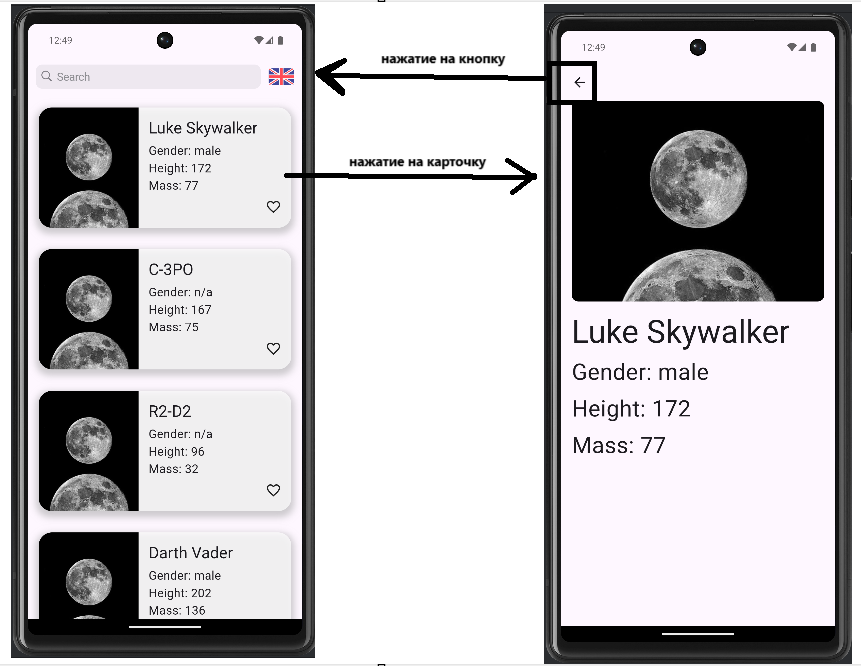 12:49
Search
Luke Skywalker
Gender: male
Height: 172
Mass: 77
C-3PO
Gender: n/a
Height: 167
Mass: 75
R2-D2
Gender: n/a
Height: 96
Mass: 32
Darth Vader
Gender: male
Height: 202
Mass: 136
нажатие на кнопку
нажатие на карточку
12:49
Luke Skywalker
Gender: male
Height: 172
Mass: 77